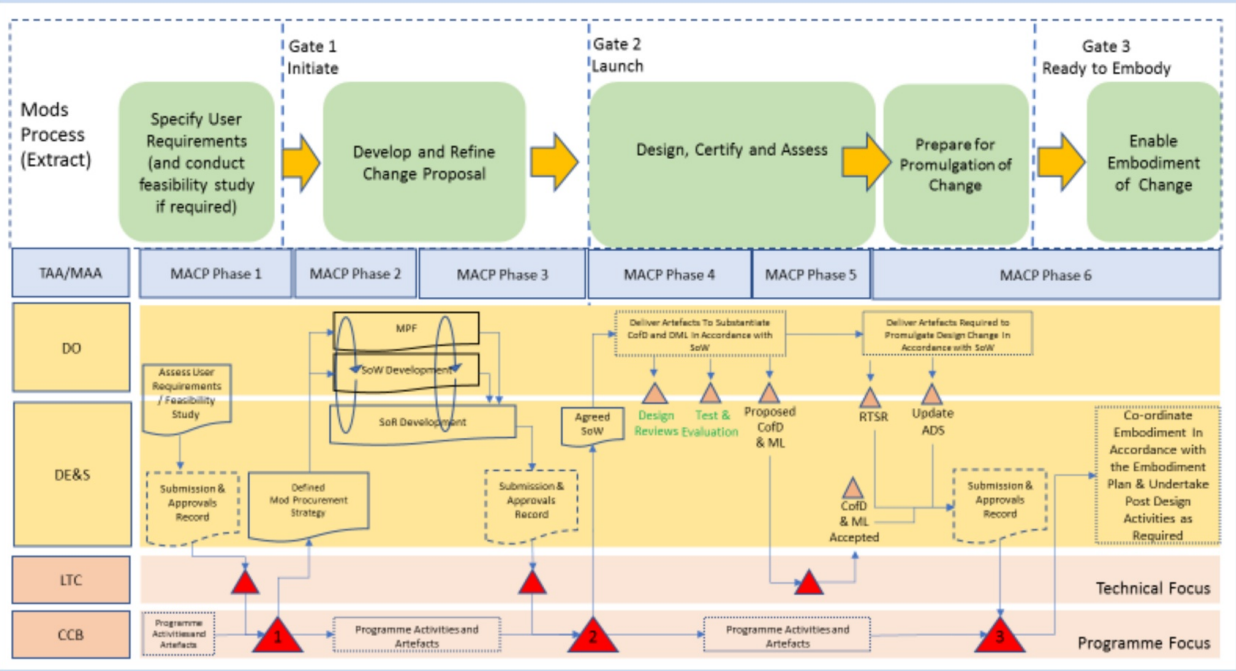 Mods
Process
(Extract)
Gate 1
Initiate
Gate 2
Launch
Gate 3
Ready to Embody
Specify User
Requirements
(and conduct
feasibility study
if required)
Develop and Refine
Change Proposal
Design, Certify and Assess
Prepare for
Promulgation of
Change
Enable
Embodiment
of Change
TAA/MAA
MACP Phase 1
MACP Phase 2
MACP Phase 3
MACP Phase 4
MACP Phase 5
MACP Phase 6
DO
MPF
SoW Development
Deliver Artefacts To Substantiate
CofD and DML In Accordance with
SoW
Deliver Artefacts Required to
Promulgate Design Change In
Accordance with SoW
Assess User
Requirements
/ Feasibility
Study
DE&S
SoR Development
Agreed
SoW
Design
Reviews
Test &
Evaluation
Proposed
CofD
& ML
RTSR
Update
ADS
Co-ordinate
Embodiment In
Accordance with
the Embodiment
Plan & Undertake
Post Design
Activities as
Required
Submission &
Approvals
Record
Defined
Mod Procurement
Strategy
Submission &
Approvals
Record
CofD
& ML
Accepted
Submission &
Approvals
Record
LTC
Technical Focus
CCB
Programme
Activities and
Artefacts
1
Programme Activities and
Artefacts
2
Programme Activities and
Artefacts
3
Programme Focus